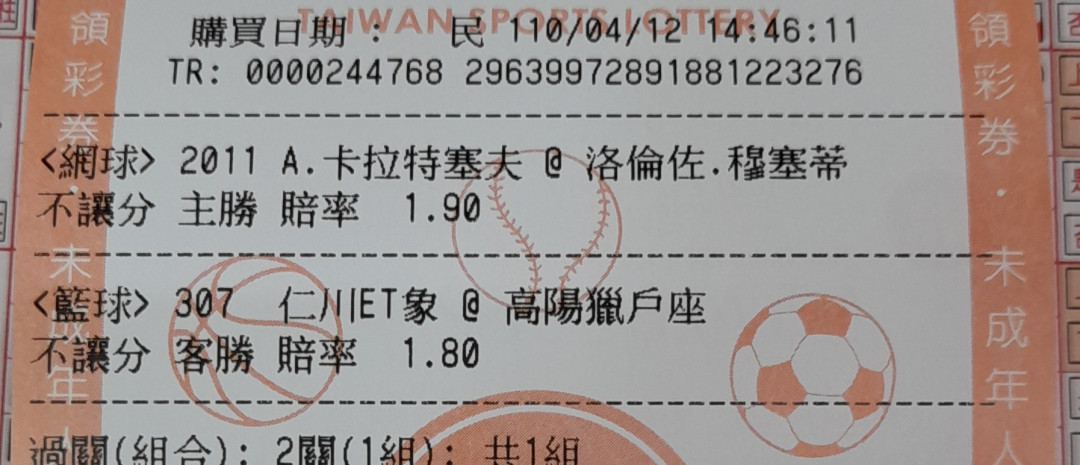 TAIWAN SPORTS LOTTERY
購買日期： 民 110/04/12 14:46:11
TR: 0000244768 29639972891881223276
<網球> 2011 A.卡拉特塞夫 @ 洛倫佐.穆塞蒂
不讓分 主勝 賠率 1.90
<籃球> 307 仁川ET象 @ 高陽獵戶座
不讓分 客勝 賠率 1.80
過關(組合): 2關(1組): 共1組
領彩券．未成年人
領彩券．未成年人